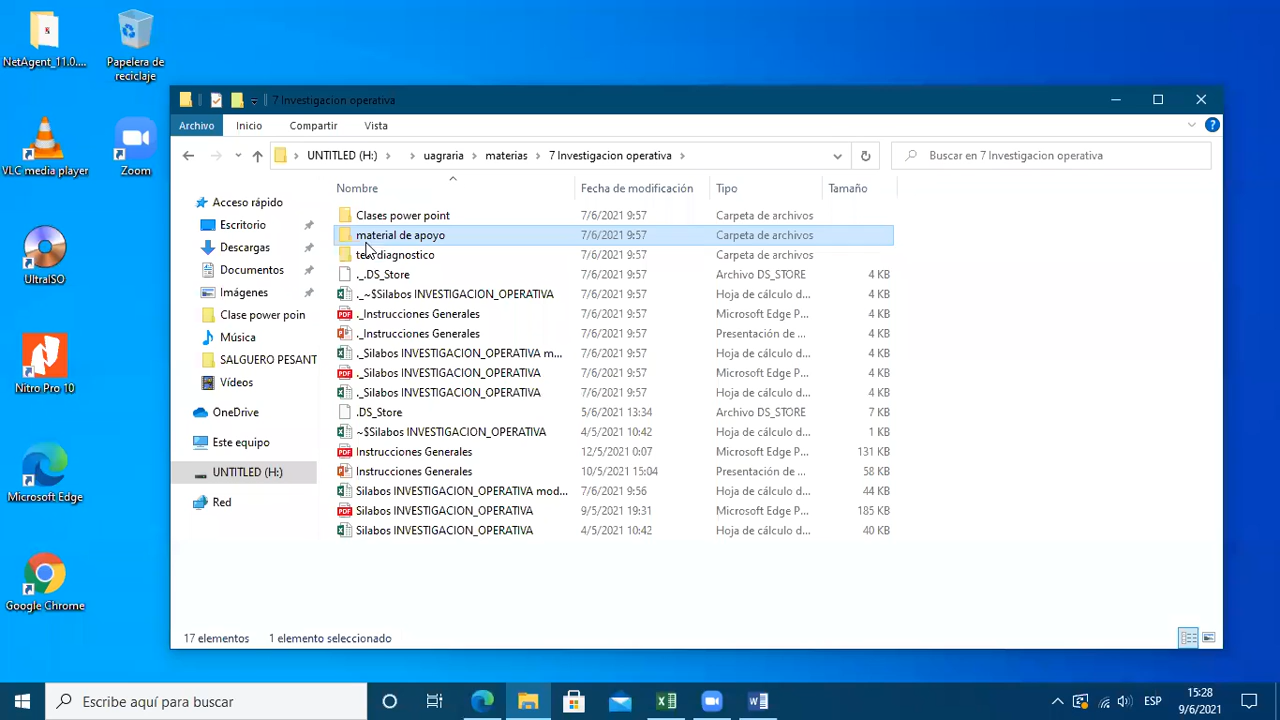 NetAgent_11.0....
Papelera de
reciclaje
VLC media player
Zoom
UltraISO
Nitro Pro 10
Microsoft Edge
Google Chrome
7 Investigacion operativa
Archivo Inicio Compartir Vista
UNTITLED (H:) uagraria materias 7 Investigacion operativa
Buscar en 7 Investigacion operativa
Nombre Fecha de modificación Tipo Tamaño
Acceso rápido
Escritorio
Descargas
Documentos
Imágenes
Clase power poin
Música
SALGUERO PESANT
Vídeos
OneDrive
Este equipo
UNTITLED (H:)
Red
Clases power point 7/6/2021 9:57 Carpeta de archivos
material de apoyo 7/6/2021 9:57 Carpeta de archivos
diagnostico 7/6/2021 9:57 Carpeta de archivos
._.DS_Store 7/6/2021 9:57 Archivo DS_STORE 4 KB
._~$Silabos INVESTIGACION_OPERATIVA 7/6/2021 9:57 Hoja de cálculo d... 4 KB
._Instrucciones Generales 7/6/2021 9:57 Microsoft Edge P... 4 KB
._Instrucciones Generales 7/6/2021 9:57 Presentación de ... 4 KB
._Silabos INVESTIGACION_OPERATIVA m... 7/6/2021 9:57 Hoja de cálculo d... 4 KB
._Silabos INVESTIGACION_OPERATIVA 7/6/2021 9:57 Microsoft Edge P... 4 KB
._Silabos INVESTIGACION_OPERATIVA 7/6/2021 9:57 Hoja de cálculo d... 4 KB
.DS_Store 5/6/2021 13:34 Archivo DS_STORE 7 KB
~$Silabos INVESTIGACION_OPERATIVA 4/5/2021 10:42 Hoja de cálculo d... 1 KB
Instrucciones Generales 12/5/2021 0:07 Microsoft Edge P... 131 KB
Instrucciones Generales 10/5/2021 15:04 Presentación de ... 58 KB
Silabos INVESTIGACION_OPERATIVA mod... 7/6/2021 9:56 Hoja de cálculo d... 44 KB
Silabos INVESTIGACION_OPERATIVA 9/5/2021 19:31 Microsoft Edge P... 185 KB
Silabos INVESTIGACION_OPERATIVA 4/5/2021 10:42 Hoja de cálculo d... 40 KB
17 elementos 1 elemento seleccionado
Escribe aquí para buscar
ESP
15:28
9/6/2021